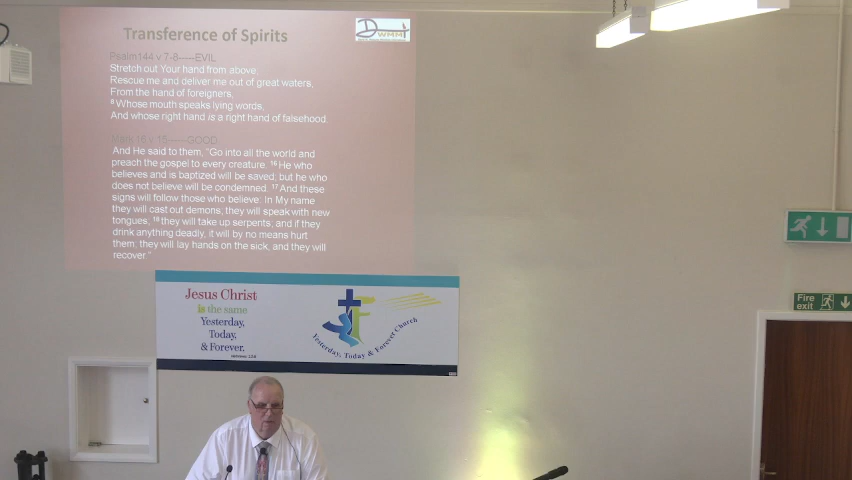 Transference of Spirits
DWMM
Psalm144 v 7-8-----EVIL
Stretch out Your hand from above;
Rescue me and deliver me out of great waters,
From the hand of foreigners,
8 Whose mouth speaks lying words,
And whose right hand is a right hand of falsehood.
Mark 16 v 15-----GOOD
And He said to them, "Go into all the world and
preach the gospel to every creature. 16 He who
believes and is baptized will be saved; but he who
does not believe will be condemned. 17 And these
signs will follow those who believe: In My name
they will cast out demons; they will speak with new
tongues; 18 they will take up serpents; and if they
drink anything deadly, it will by no means hurt
them; they will lay hands on the sick, and they will
recover."
Jesus Christ
is the same
Yesterday,
Today,
& Forever.
Yesterday, Today & Forever Church
Fire
exit